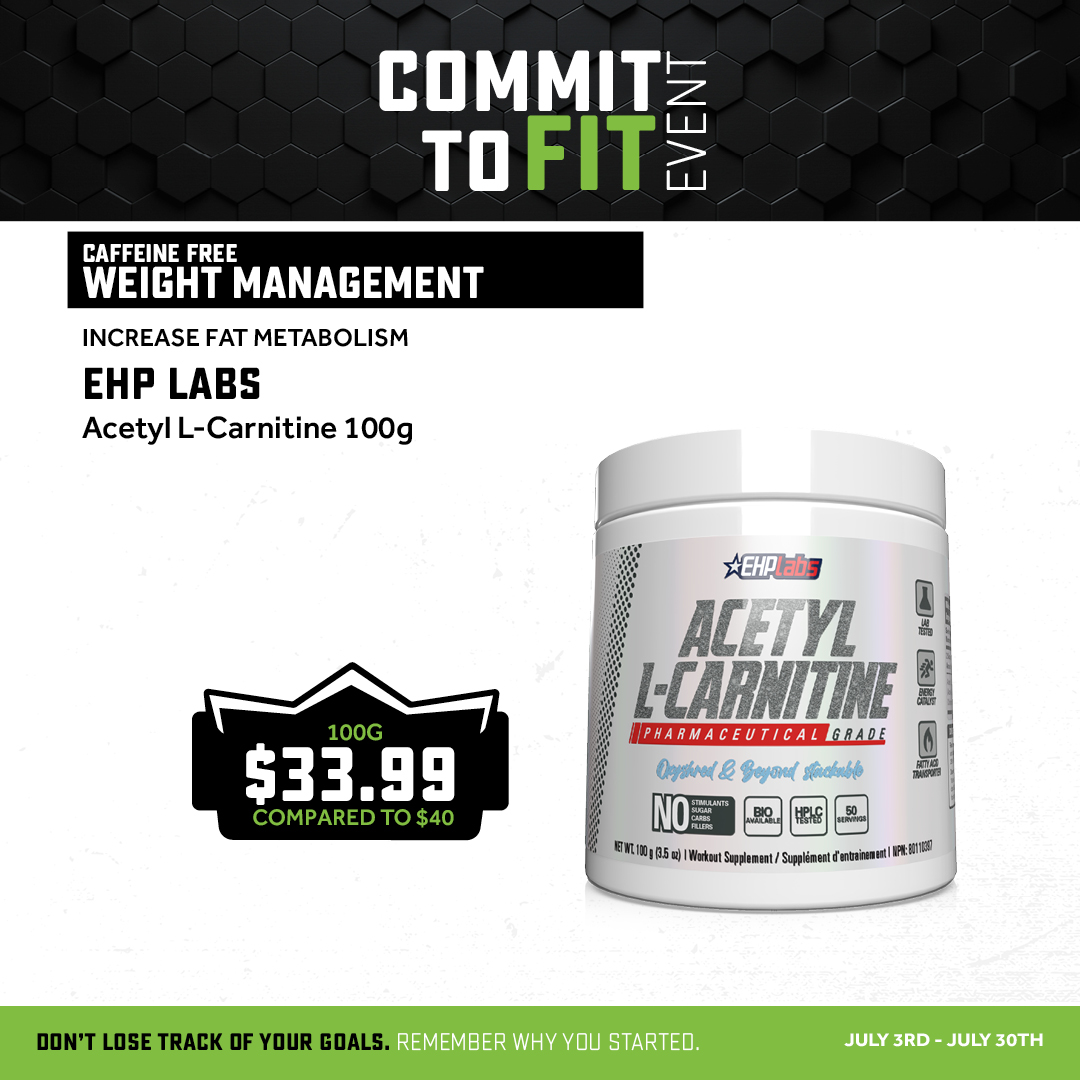 COMMIT
TO FIT
EVENT
CAFFEINE FREE
WEIGHT MANAGEMENT
INCREASE FAT METABOLISM
EHP LABS
Acetyl L-Carnitine 100g
100G
$33.99
COMPARED TO $40
EHPLabs
ACETYL
L-CARNITINE
PHARMACEUTICAL GRADE
Oxyshred & Beyond stackable
NO
STIMULANTS
SUGAR
CARBS
FILLERS
BIO
AVAILABLE
HPLC
TESTED
50
SERVINGS
NET WT. 100 g (3.5 oz) | Workout Supplement / Supplément d'entrainement | NPN: 80110387
LAB
TESTED
ENERGY
CATALYST
FATTY ACID
TRANSPORTER
DON'T LOSE TRACK OF YOUR GOALS. REMEMBER WHY YOU STARTED.
JULY 3RD - JULY 30TH